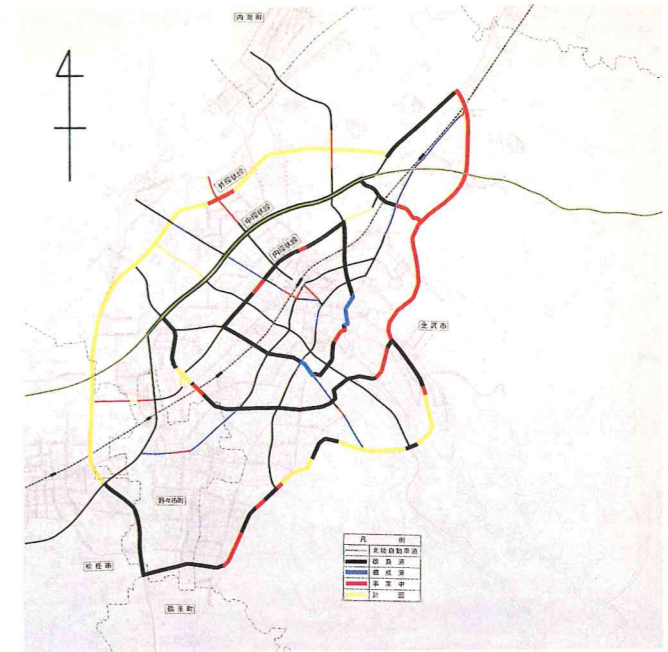 内灘町
外環状線
中環状線
内環状線
金沢市
野々市町
松任市
鶴来町
凡 例
北陸自動車道
改良済
概成済
事業中
計画